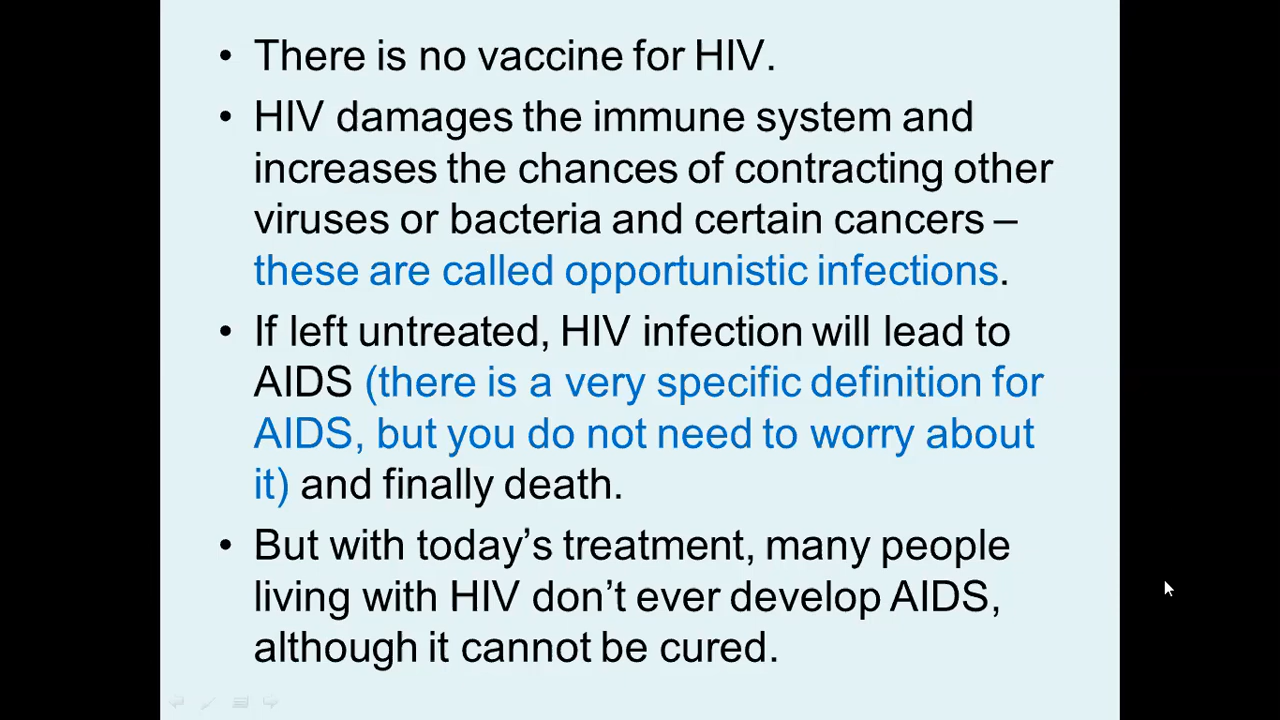 • There is no vaccine for HIV.
• HIV damages the immune system and
increases the chances of contracting other
viruses or bacteria and certain cancers –
these are called opportunistic infections.
• If left untreated, HIV infection will lead to
AIDS (there is a very specific definition for
AIDS, but you do not need to worry about
it) and finally death.
• But with today’s treatment, many people
living with HIV don’t ever develop AIDS,
although it cannot be cured.